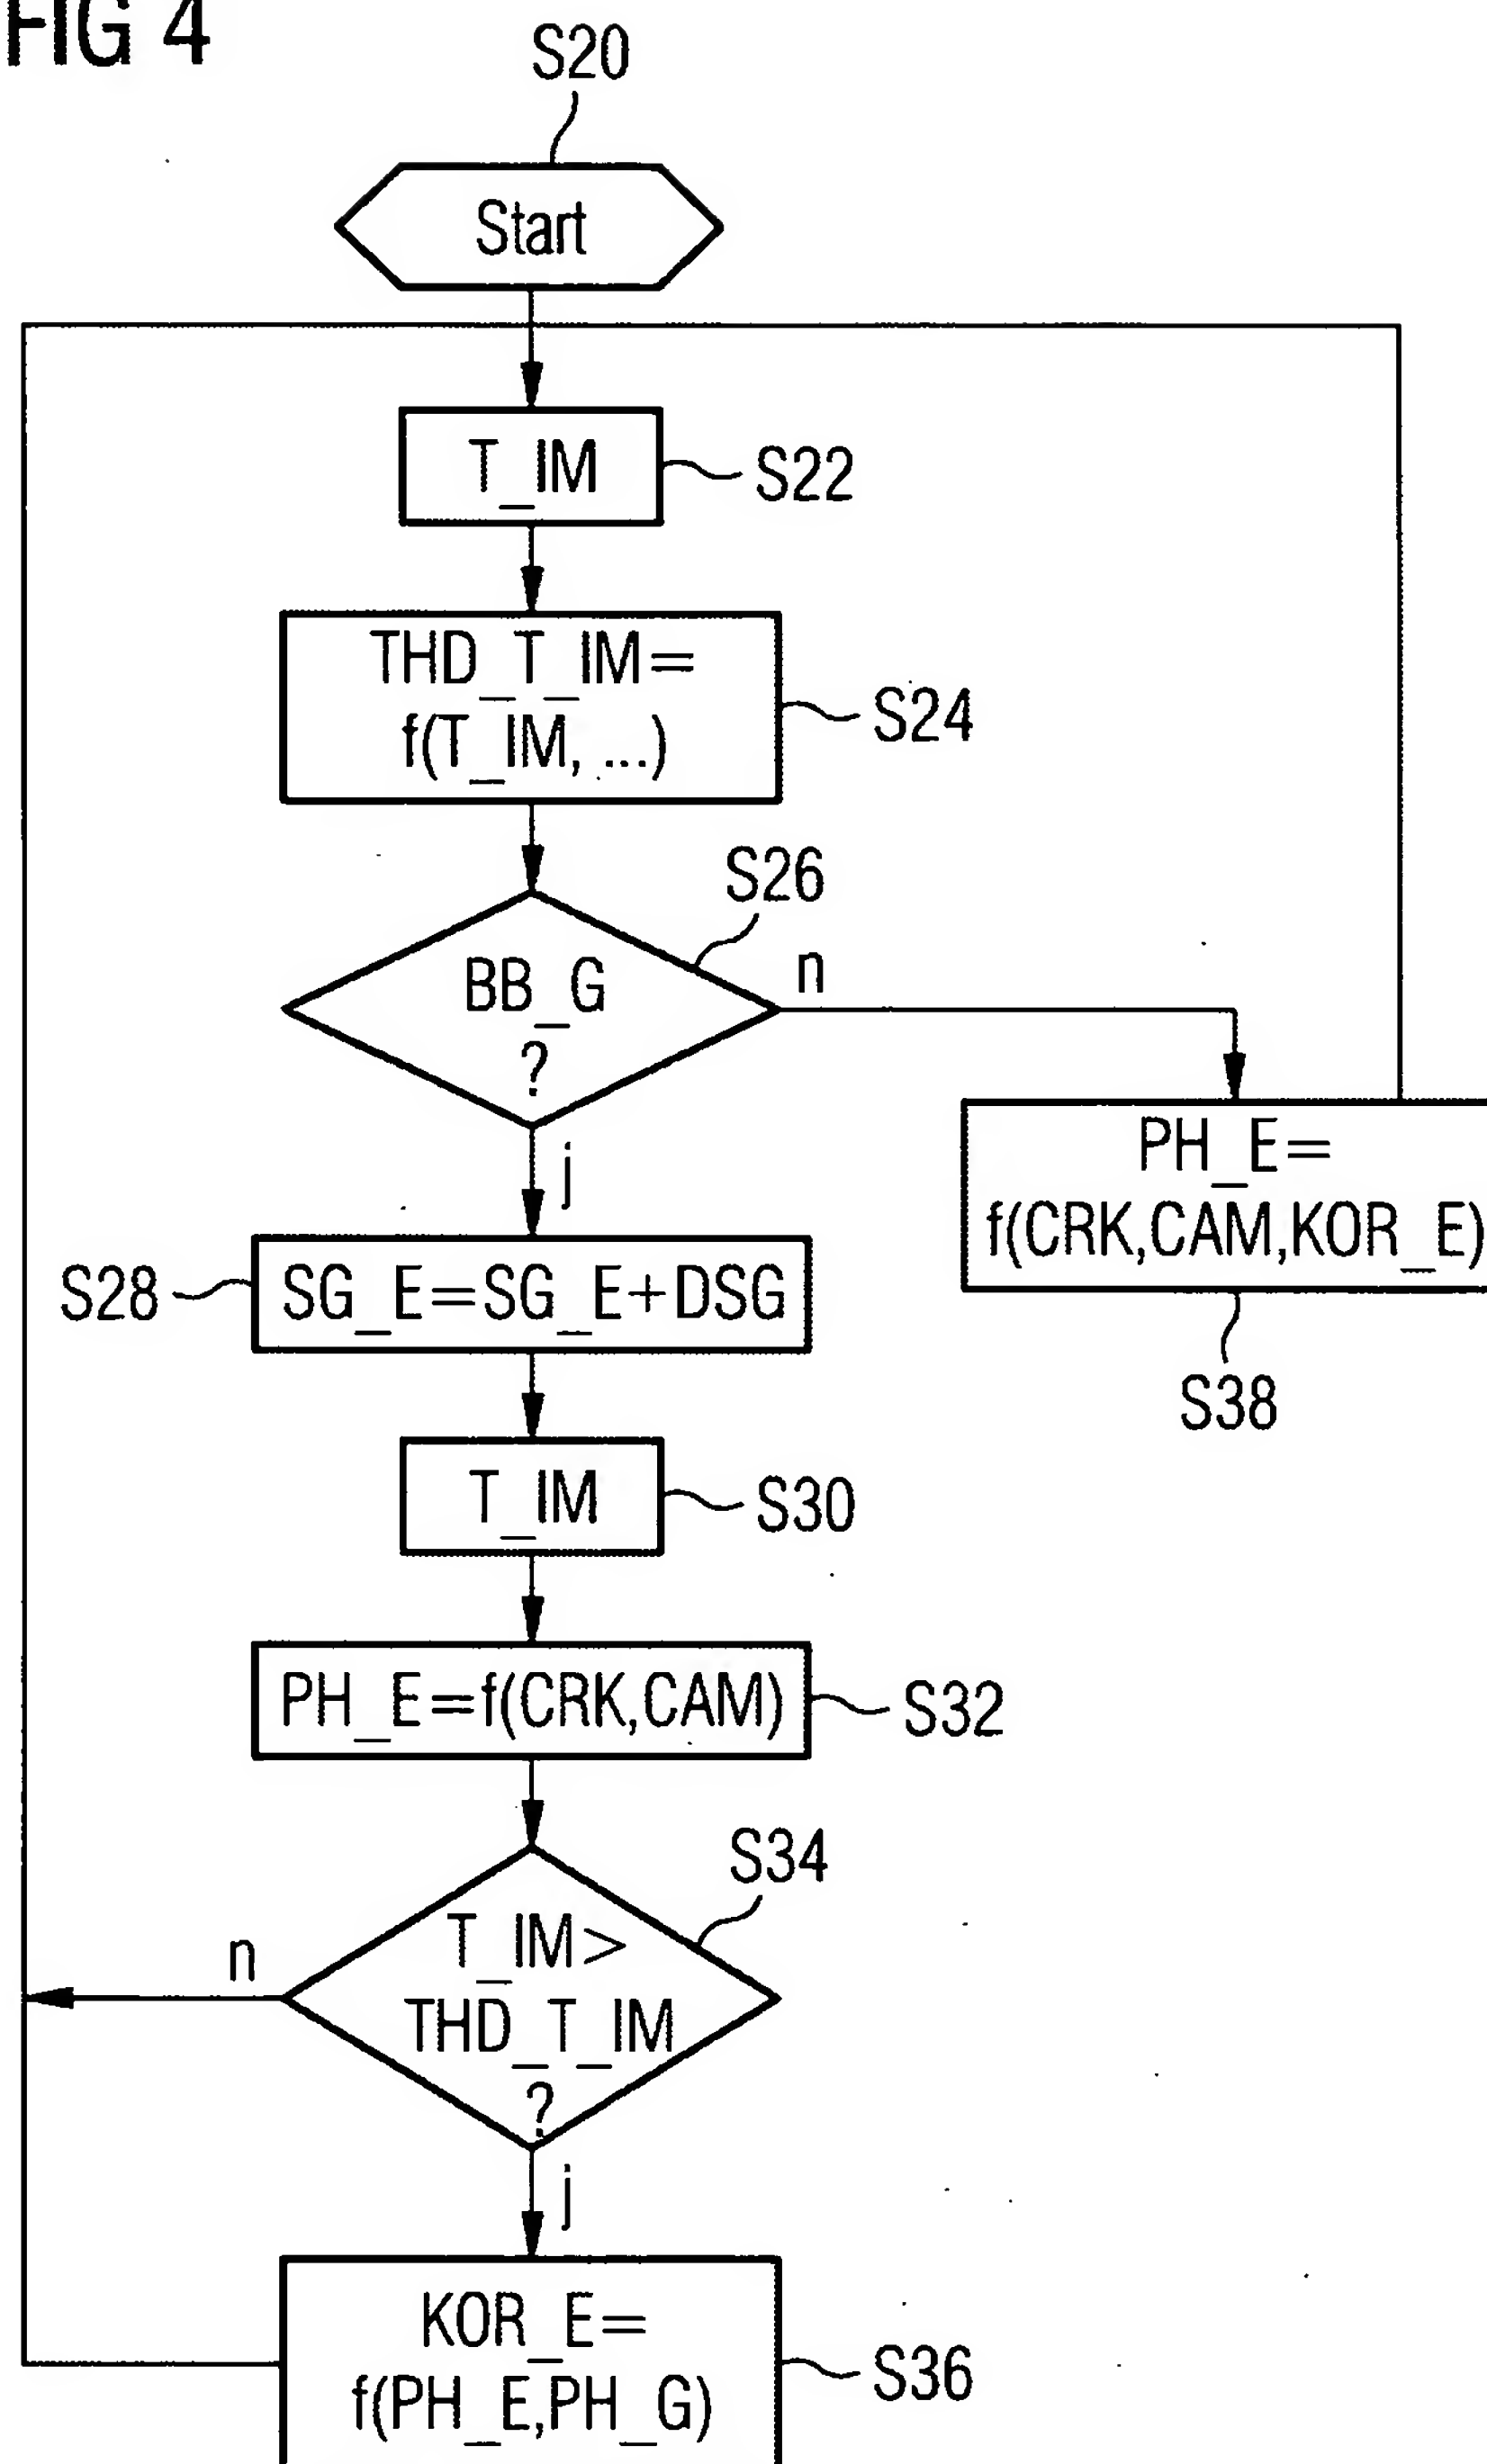 FIG 4
S20
Start
T_IM
S22
THD_T_IM=
f(T_IM, ...)
S24
S26
BB_G
?
n
j
PH_E=
f(CRK,CAM,KOR_E)
S38
S28
SG_E=SG_E+DSG
T_IM
S30
PH_E=f(CRK,CAM)
S32
S34
T_IM>
THD_T_IM
?
n
j
KOR_E=
f(PH_E,PH_G)
S36